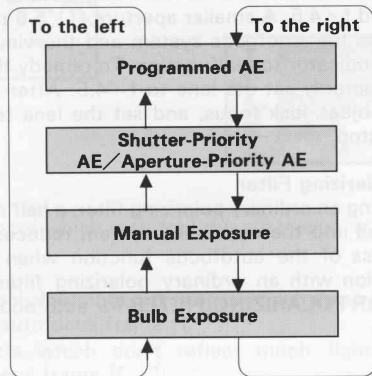 To the left To the right
Programmed AE
Shutter-Priority
AE/Aperture-Priority AE
Manual Exposure
Bulb Exposure